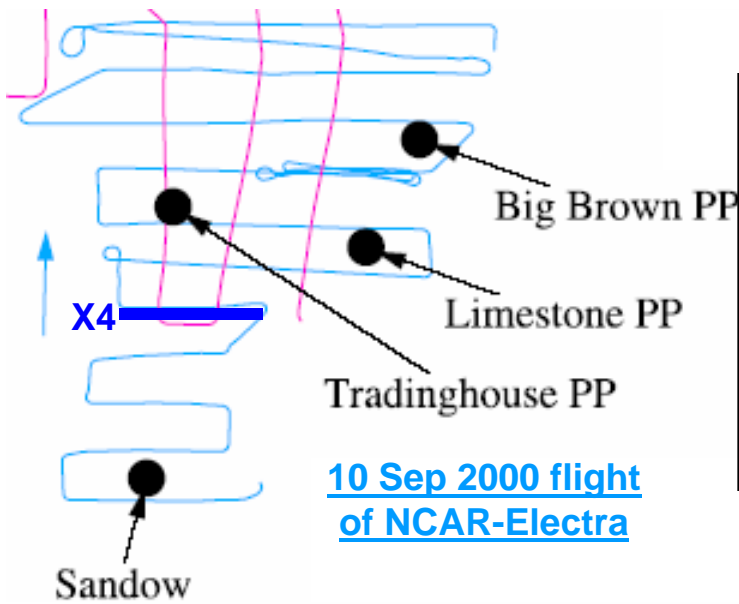 Big Brown PP
X4
Limestone PP
Tradinghouse PP
10 Sep 2000 flight
of NCAR-Electra
Sandow